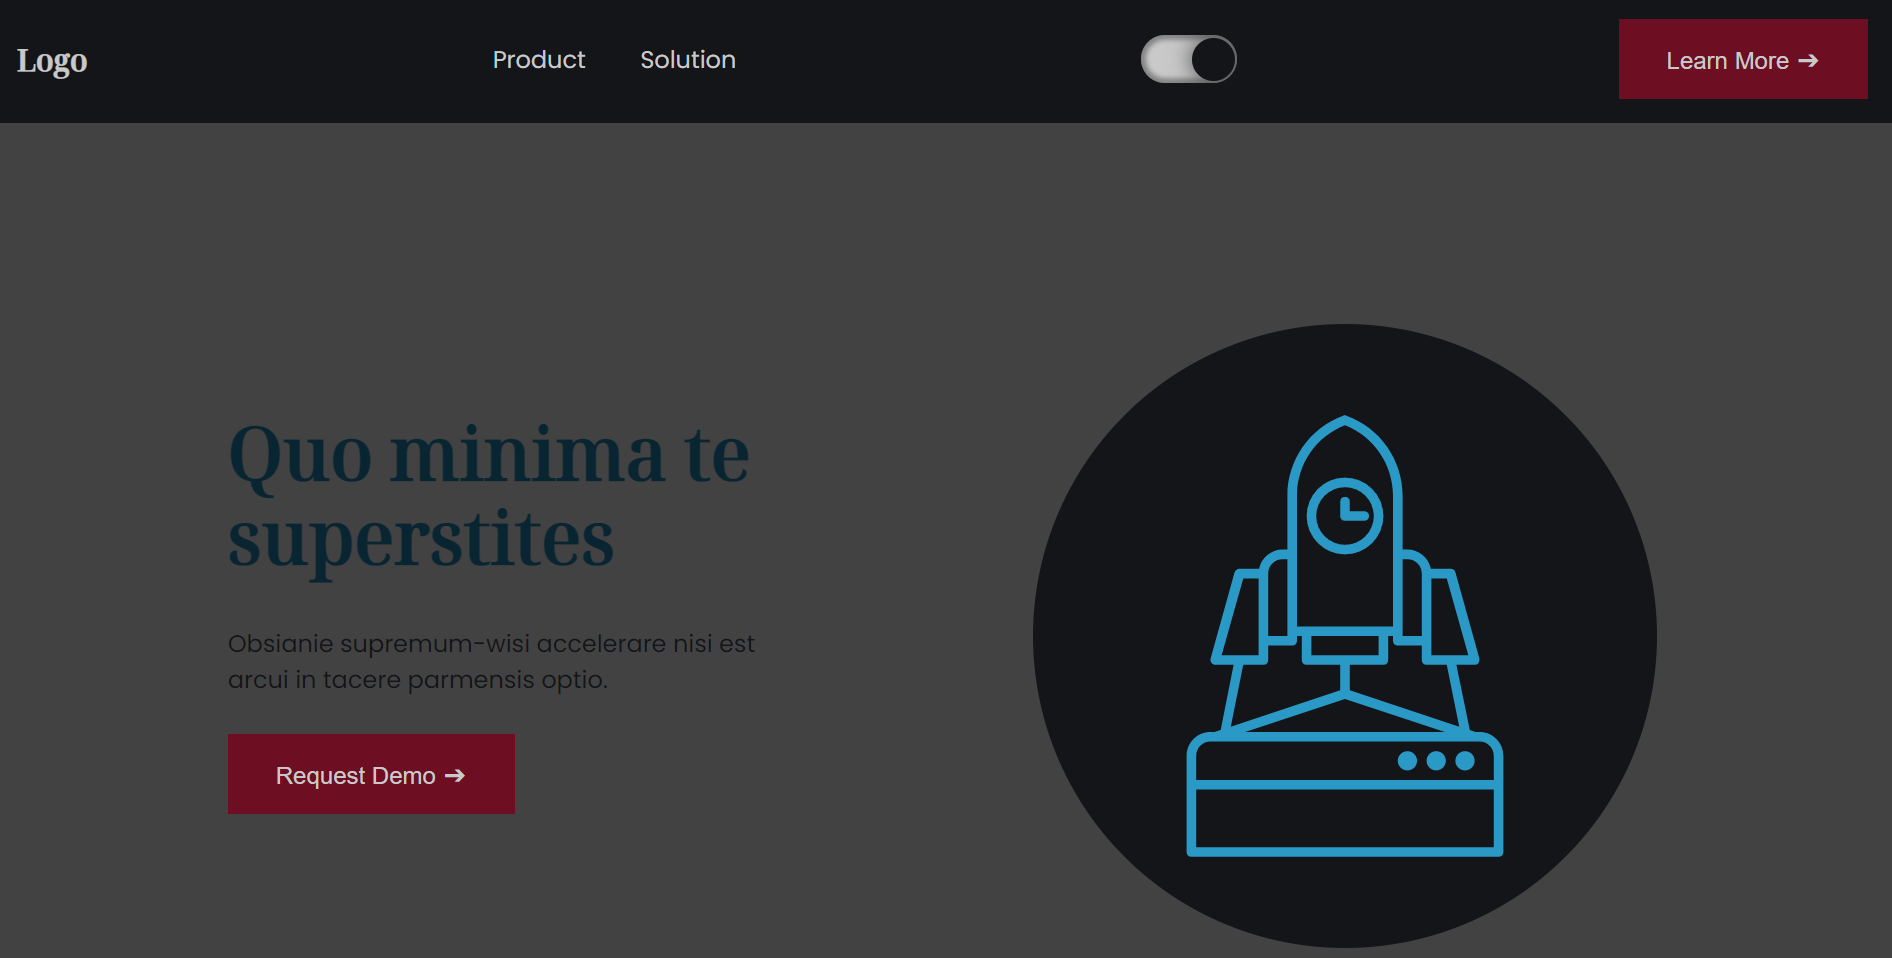 Logo
Product
Solution
Learn More ➔
Quo minima te
superstites
Obsianie supremum-wisi accelerare nisi est
arcui in tacere parmensis optio.
Request Demo ➔